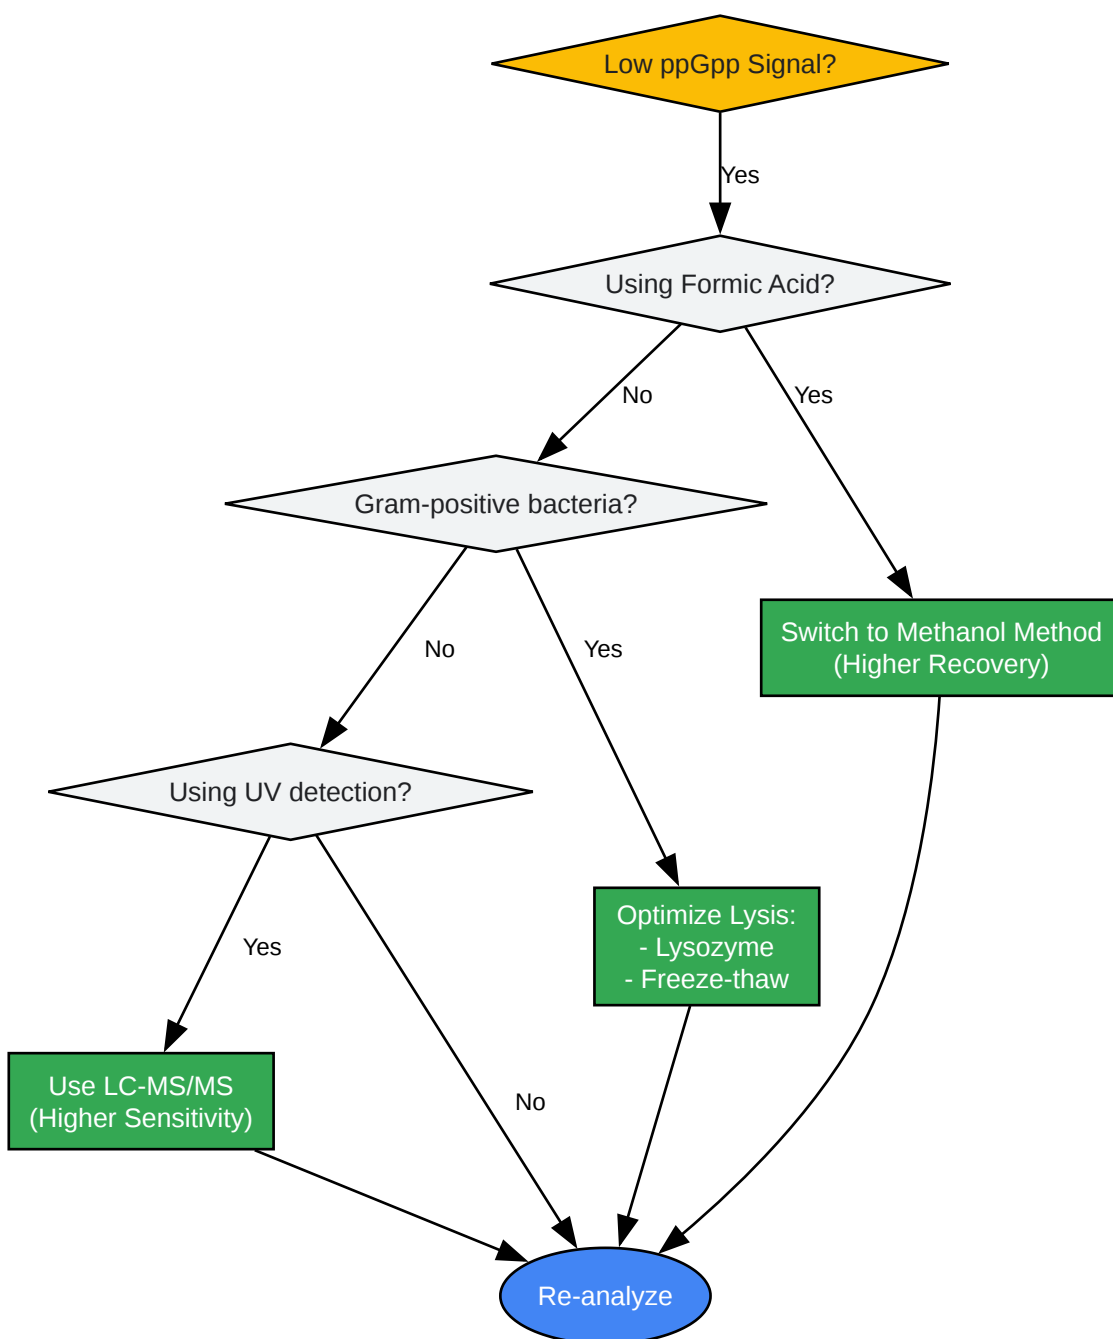 Low ppGpp Signal?
Yes
Using Formic Acid?
No
Yes
Gram-positive bacteria?
No
Yes
Switch to Methanol Method
(Higher Recovery)
Using UV detection?
Yes
Optimize Lysis:
- Lysozyme
- Freeze-thaw
Use LC-MS/MS
(Higher Sensitivity)
No
Re-analyze